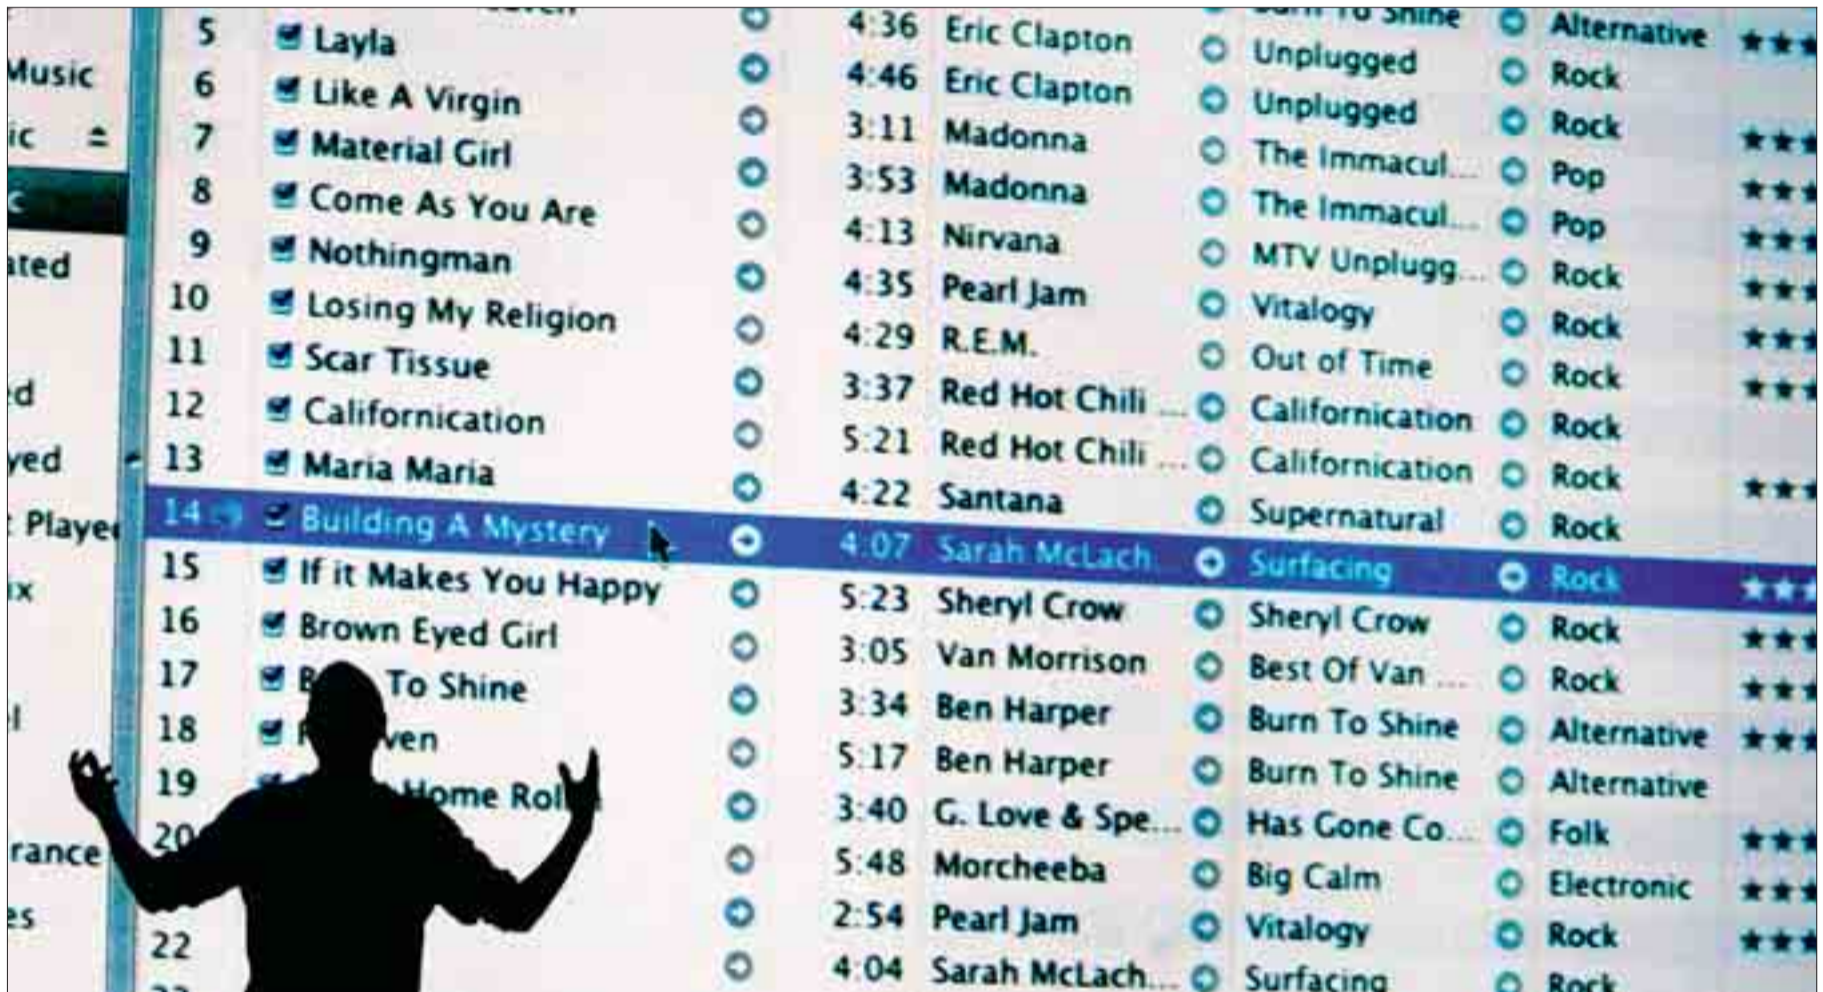 Burn To Shine Alternative ★★★
4:36 Eric Clapton Unplugged Rock
Music
5 Layla 4:46 Eric Clapton Unplugged Rock ★★★
6 Like A Virgin 3:11 Madonna The Immacul... Pop ★★★
7 Material Girl 3:53 Madonna The Immacul... Pop ★★★
8 Come As You Are 4:13 Nirvana MTV Unplugg... Rock ★★★
9 Nothingman 4:35 Pearl Jam Vitalogy Rock ★★★
10 Losing My Religion 4:29 R.E.M. Out of Time Rock ★★★
11 Scar Tissue 3:37 Red Hot Chili ... Californication Rock
12 Californication 5:21 Red Hot Chili ... Californication Rock ★★★
13 Maria Maria 4:22 Santana Supernatural Rock
14 Building A Mystery 4:07 Sarah McLach... Surfacing Rock ★★★
15 If it Makes You Happy 5:23 Sheryl Crow Sheryl Crow Rock ★★★
16 Brown Eyed Girl 3:05 Van Morrison Best Of Van ... Rock ★★★
17 B To Shine 3:34 Ben Harper Burn To Shine Alternative ★★★
18 ven 5:17 Ben Harper Burn To Shine Alternative
19 Home Rol 3:40 G. Love & Spe... Has Gone Co... Folk ★★★
20 5:48 Morcheeba Big Calm Electronic ★★★
2:54 Pearl Jam Vitalogy Rock ★★★
22 4:04 Sarah McLach... Surfacing Rock